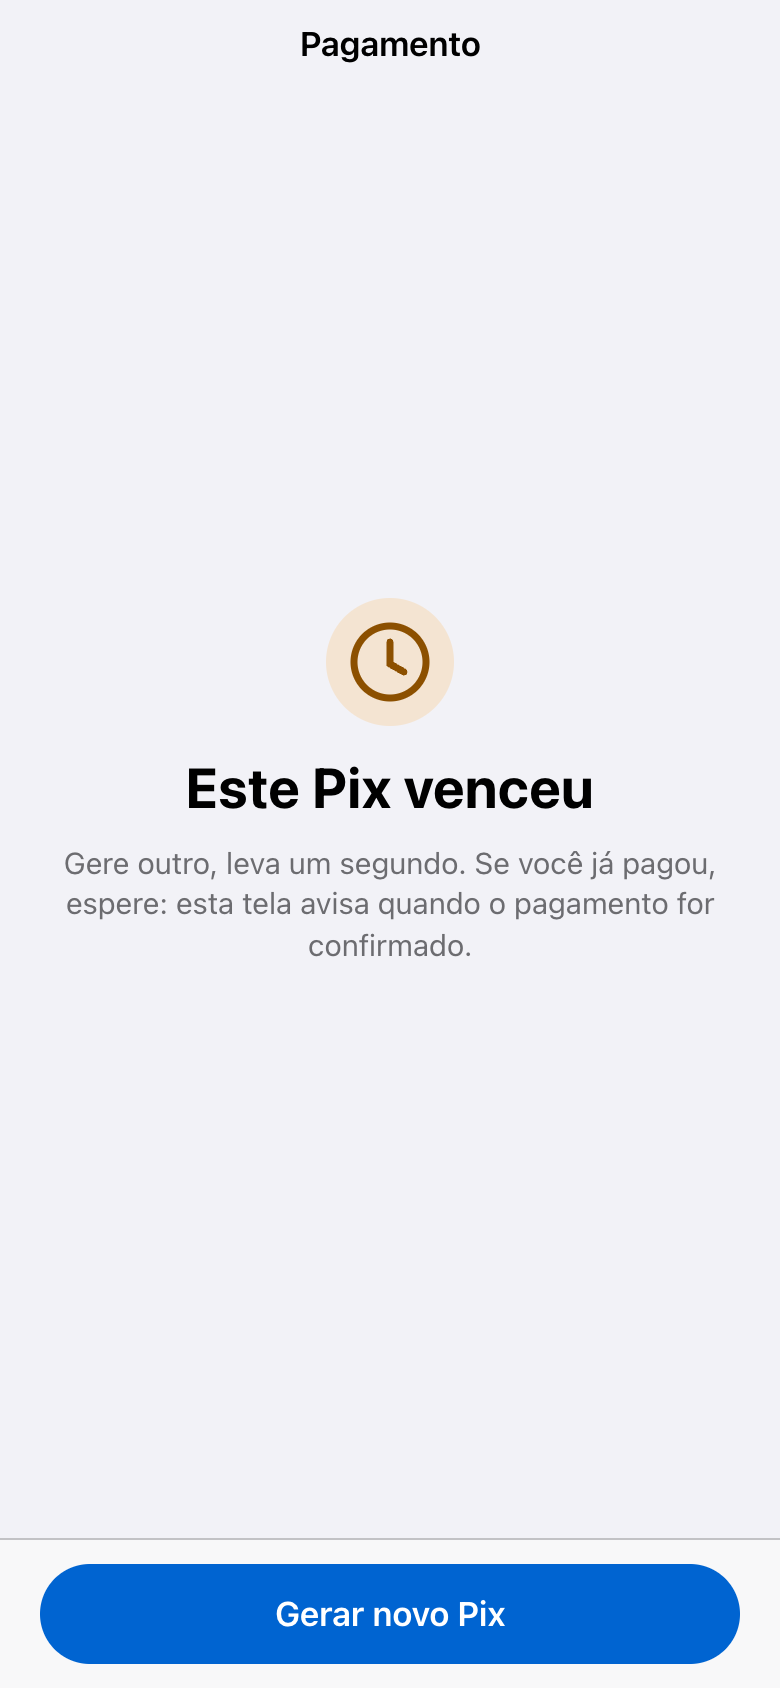 Pagamento
Este Pix venceu
Gere outro, leva um segundo. Se você já pagou,
espere: esta tela avisa quando o pagamento for
confirmado.
Gerar novo Pix